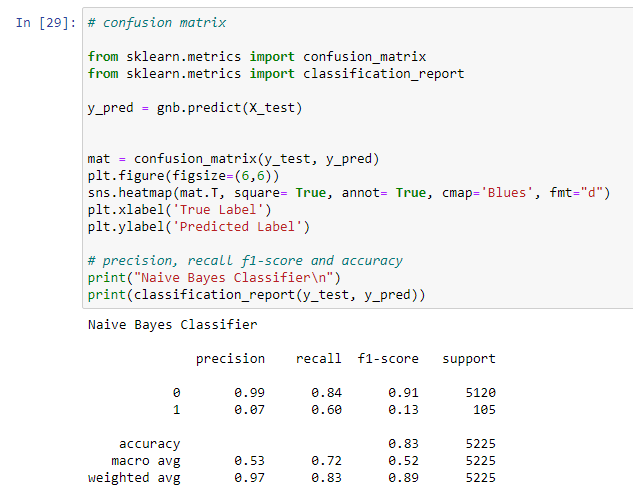 In [29]: # confusion matrix
from sklearn.metrics import confusion_matrix
from sklearn.metrics import classification_report
y_pred = gnb.predict(X_test)
mat = confusion_matrix(y_test, y_pred)
plt.figure(figsize=(6,6))
sns.heatmap(mat.T, square= True, annot= True, cmap='Blues', fmt="d")
plt.xlabel('True Label')
plt.ylabel('Predicted Label')
# precision, recall f1-score and accuracy
print("Naive Bayes Classifier\n")
print(classification_report(y_test, y_pred))
Naive Bayes Classifier
precision recall f1-score support
0 0.99 0.84 0.91 5120
1 0.07 0.60 0.13 105
accuracy 0.83 5225
macro avg 0.53 0.72 0.52 5225
weighted avg 0.97 0.83 0.89 5225